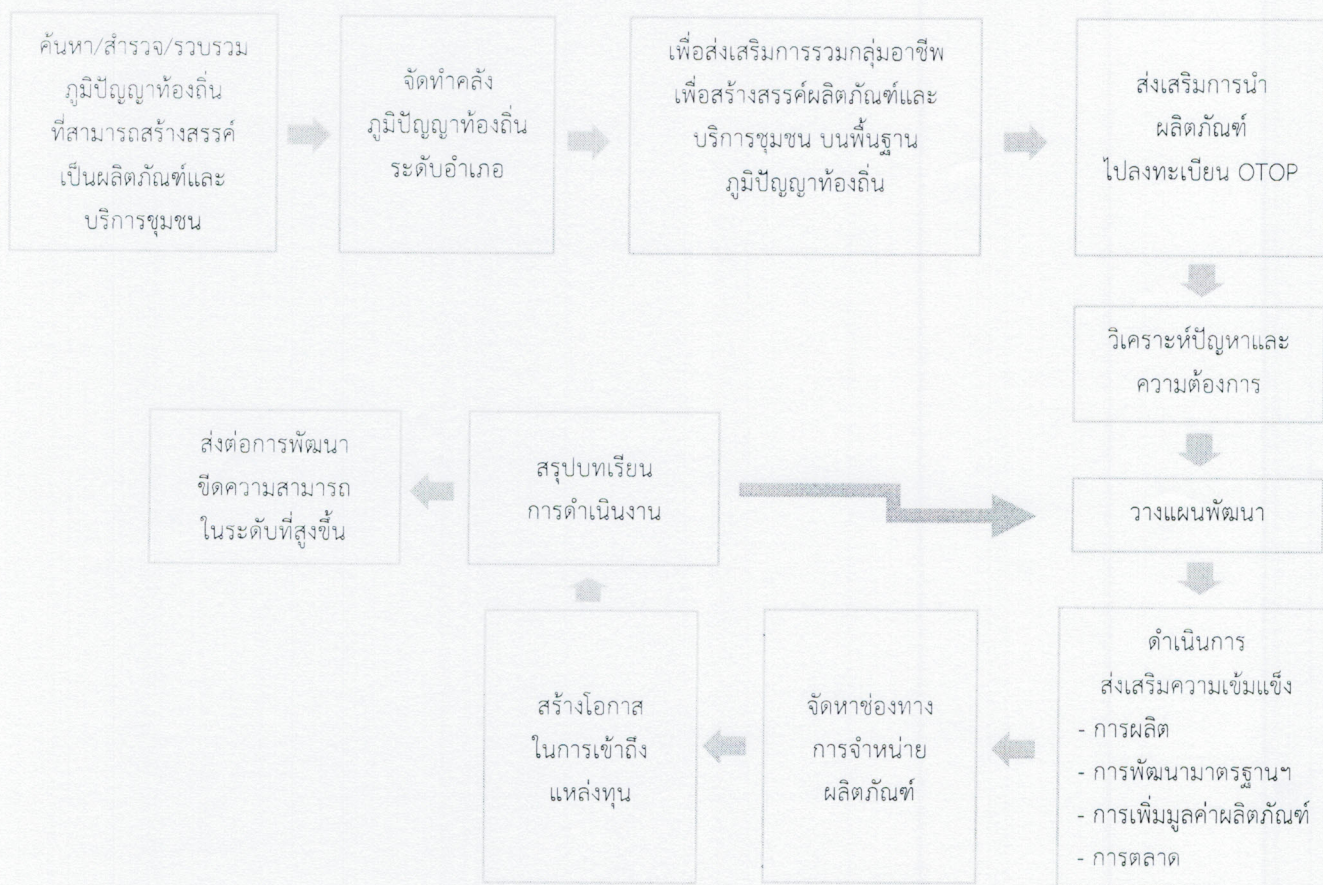 ค้นหา/สำรวจ/รวบรวม
ภูมิปัญญาท้องถิ่น
ที่สามารถสร้างสรรค์
เป็นผลิตภัณฑ์และ
บริการชุมชน
จัดทำคลัง
ภูมิปัญญาท้องถิ่น
ระดับอำเภอ
เพื่อส่งเสริมการรวมกลุ่มอาชีพ
เพื่อสร้างสรรค์ผลิตภัณฑ์และ
บริการชุมชน บนพื้นฐาน
ภูมิปัญญาท้องถิ่น
ส่งเสริมการนำ
ผลิตภัณฑ์
ไปลงทะเบียน OTOP
วิเคราะห์ปัญหาและ
ความต้องการ
วางแผนพัฒนา
ดำเนินการ
ส่งเสริมความเข้มแข็ง
- การผลิต
- การพัฒนามาตรฐานฯ
- การเพิ่มมูลค่าผลิตภัณฑ์
- การตลาด
จัดหาช่องทาง
การจำหน่าย
ผลิตภัณฑ์
สร้างโอกาส
ในการเข้าถึง
แหล่งทุน
สรุปบทเรียน
การดำเนินงาน
ส่งต่อการพัฒนา
ขีดความสามารถ
ในระดับที่สูงขึ้น